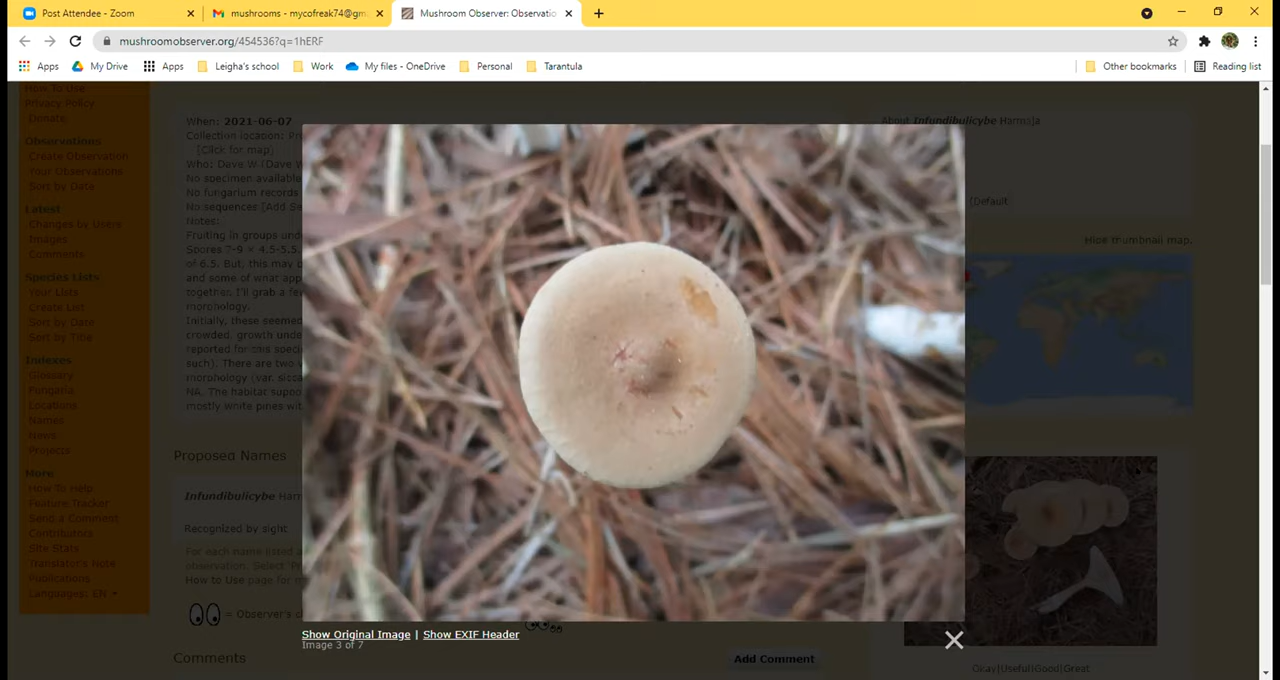 Post Attendee - Zoom
mushrooms - mycofreak74@gm
Mushroom Observer: Observatio
mushroomobserver.org/454536?q=1hERF
Apps
My Drive
Apps
Leigha's school
Work
My files - OneDrive
Personal
Tarantula
Other bookmarks
Reading list
How To Use
Privacy Policy
Donate
Observations
Create Observation
Your Observations
Sort by Date
Latest
Changes by Users
Images
Comments
Species Lists
Your Lists
Create List
Sort by Date
Sort by Title
Indexes
Glossary
Fungaria
Locations
Names
News
Projects
More
How To Help
Feature Tracker
Send a Comment
Contributors
Site Stats
Translator's Note
Publications
Languages: EN
When: 2021-06-07
Collection location: Pr
[Click for map]
Who: Dave W (Dave W
No specimen available
No fungarium records
No sequences [Add Se
Notes:
Fruiting in groups und
Spores 7-9 x 4.5-5.5.
of 6.5. But, this may
and some of what app
together. I'll grab a fe
morphology.
Initially, these seemed
crowded. growth unde
reported for this speci
such). There are two v
morphology (var. sicca
NA. The habitat suppo
mostly white pines wit
Proposed Names
Infundibulicybe Harm
Recognized by sight
For each name listed a
observation. Select
How to Use page for m
= Observer's c
Comments
Add Comment
About Infundibulicybe Harmaja
[Default
Hide thumbnail map.
Show Original Image | Show EXIF Header
Image 3 of 7
Okay|Useful|Good|Great